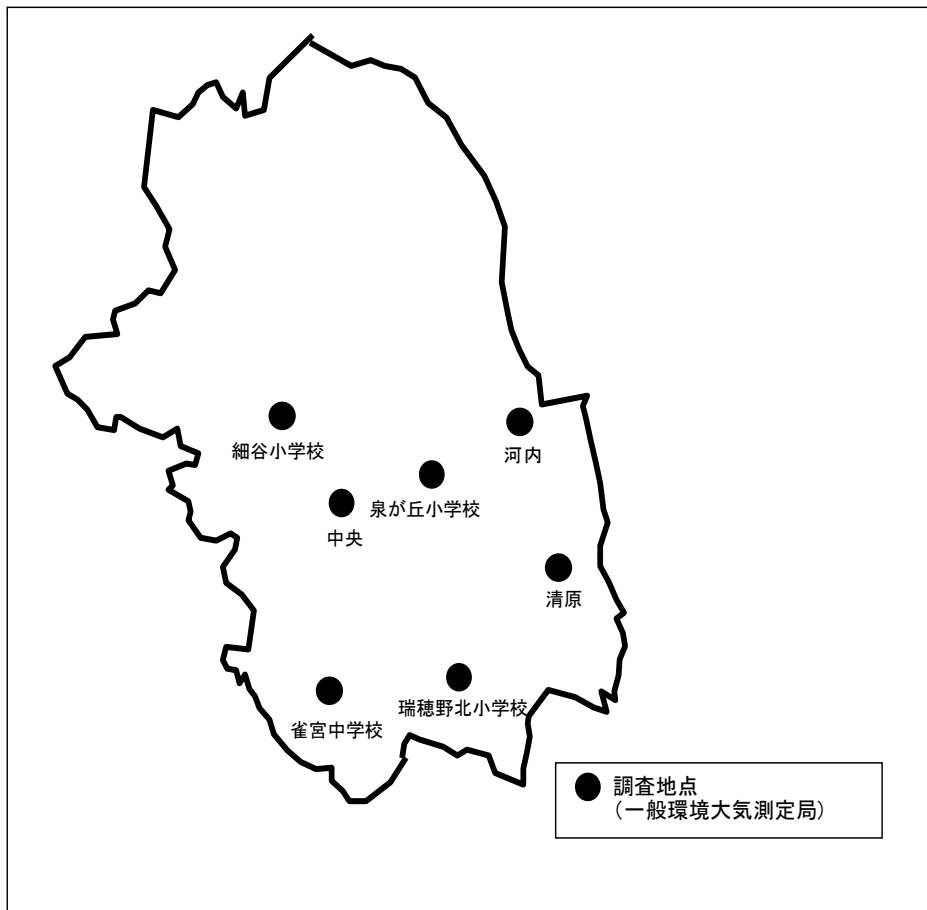 細谷小学校
河内
泉が丘小学校
中央
清原
瑞穂野北小学校
雀宮中学校
調査地点
(一般環境大気測定局)